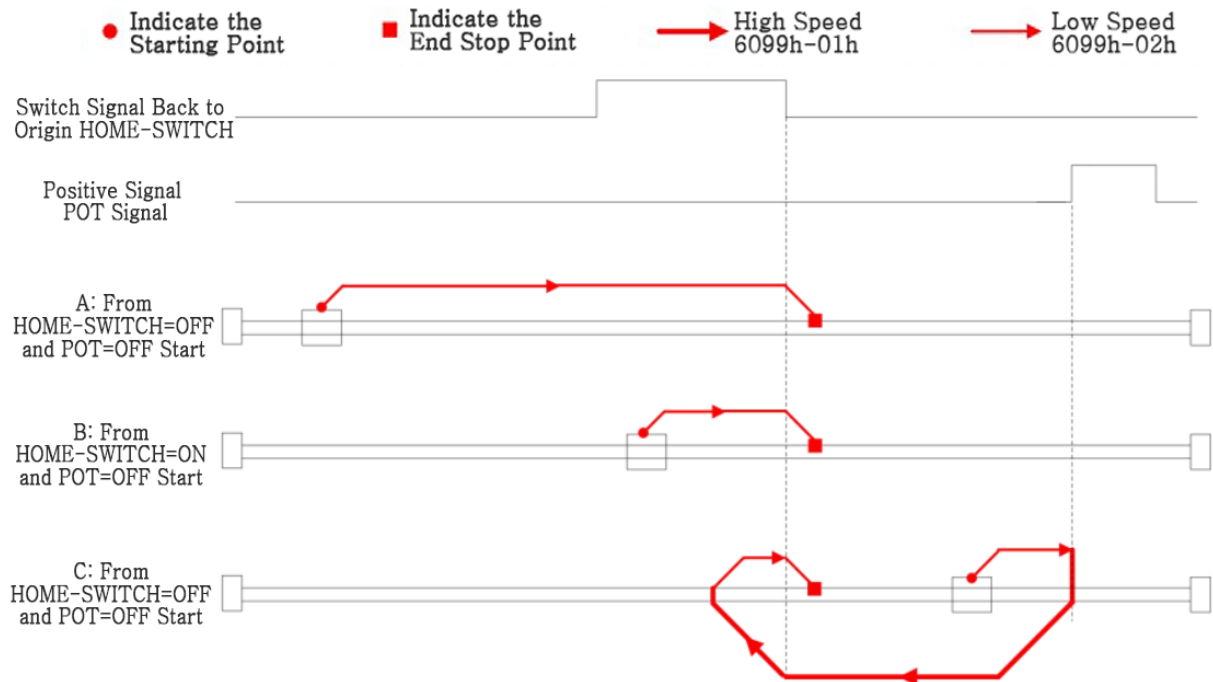 Indicate the
Starting Point
Indicate the
End Stop Point
High Speed
6099h-01h
Low Speed
6099h-02h
Switch Signal Back to
Origin HOME-SWITCH
Positive Signal
POT Signal
A: From
HOME-SWITCH=OFF
and POT=OFF Start
B: From
HOME-SWITCH=ON
and POT=OFF Start
C: From
HOME-SWITCH=OFF
and POT=OFF Start